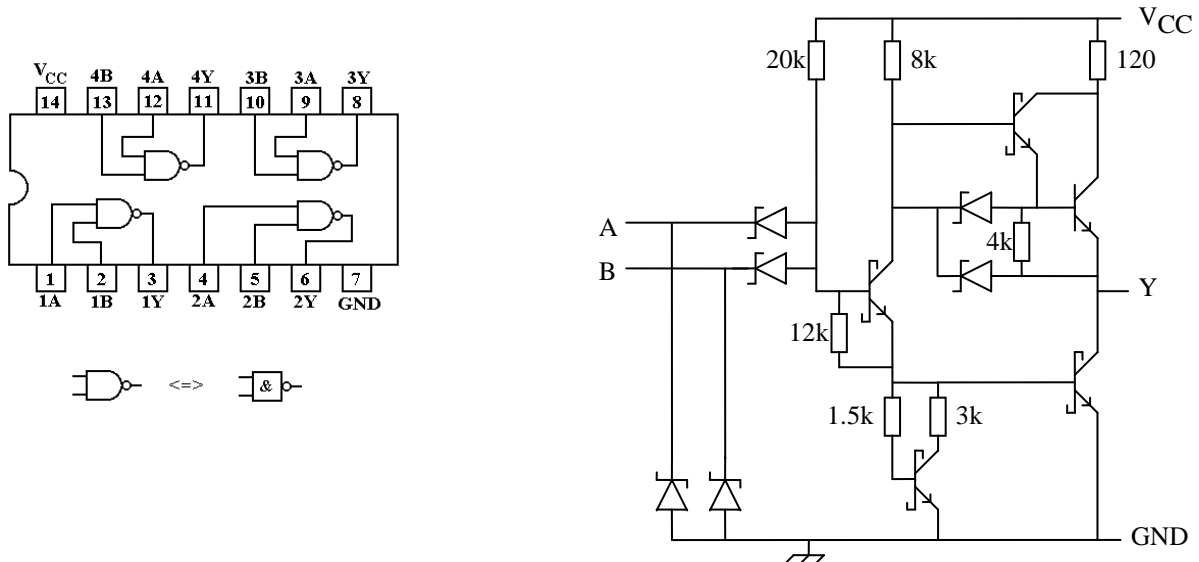 VCC 4B 4A 4Y 3B 3A 3Y
14 13 12 11 10 9 8
1 2 3 4 5 6 7
1A 1B 1Y 2A 2B 2Y GND
<=> &
VCC
20k 8k 120
A
4k
B
Y
12k
1.5k 3k
GND